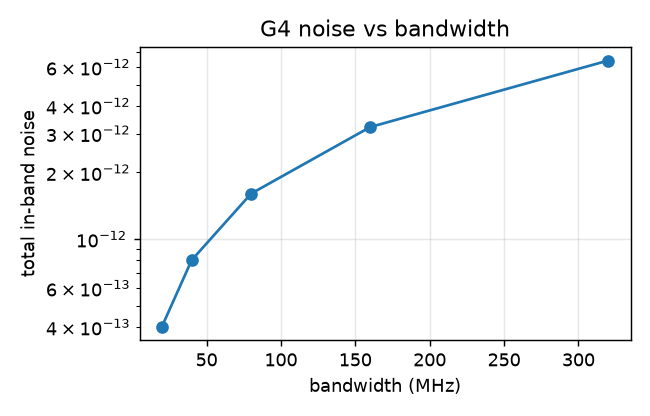 G4 noise vs bandwidth
total in-band noise
6 × 10⁻¹²
4 × 10⁻¹²
3 × 10⁻¹²
2 × 10⁻¹²
10⁻¹²
6 × 10⁻¹³
4 × 10⁻¹³
50 100 150 200 250 300
bandwidth (MHz)